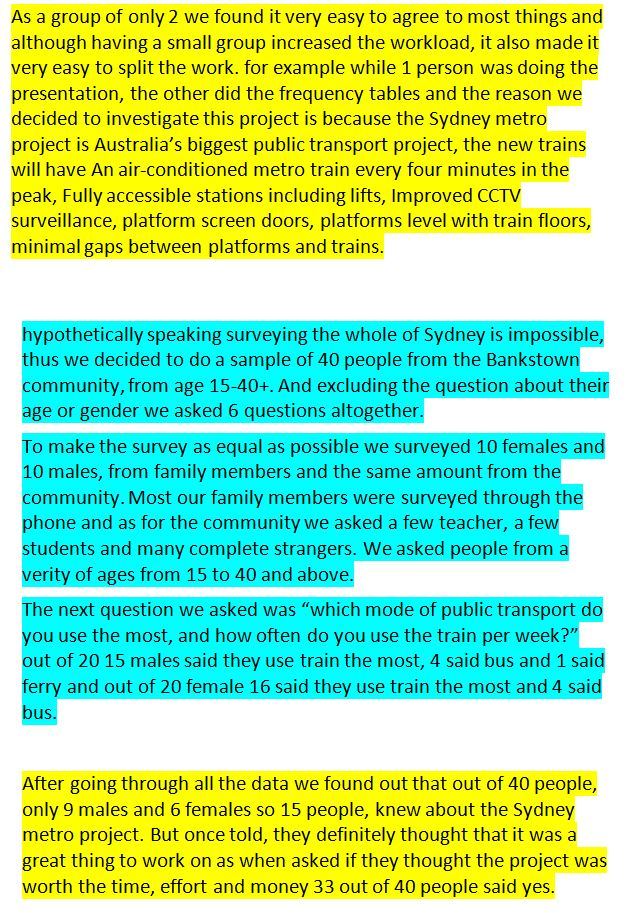 As a group of only 2 we found it very easy to agree to most things and
although having a small group increased the workload, it also made it
very easy to split the work. for example while 1 person was doing the
presentation, the other did the frequency tables and the reason we
decided to investigate this project is because the Sydney metro
project is Australia's biggest public transport project, the new trains
will have An air-conditioned metro train every four minutes in the
peak, Fully accessible stations including lifts, Improved CCTV
surveillance, platform screen doors, platforms level with train floors,
minimal gaps between platforms and trains.
hypothetically speaking surveying the whole of Sydney is impossible,
thus we decided to do a sample of 40 people from the Bankstown
community, from age 15-40+. And excluding the question about their
age or gender we asked 6 questions altogether.
To make the survey as equal as possible we surveyed 10 females and
10 males, from family members and the same amount from the
community. Most our family members were surveyed through the
phone and as for the community we asked a few teacher, a few
students and many complete strangers. We asked people from a
verity of ages from 15 to 40 and above.
The next question we asked was “which mode of public transport do
you use the most, and how often do you use the train per week?”
out of 20 15 males said they use train the most, 4 said bus and 1 said
ferry and out of 20 female 16 said they use train the most and 4 said
bus.
After going through all the data we found out that out of 40 people,
only 9 males and 6 females so 15 people, knew about the Sydney
metro project. But once told, they definitely thought that it was a
great thing to work on as when asked if they thought the project was
worth the time, effort and money 33 out of 40 people said yes.